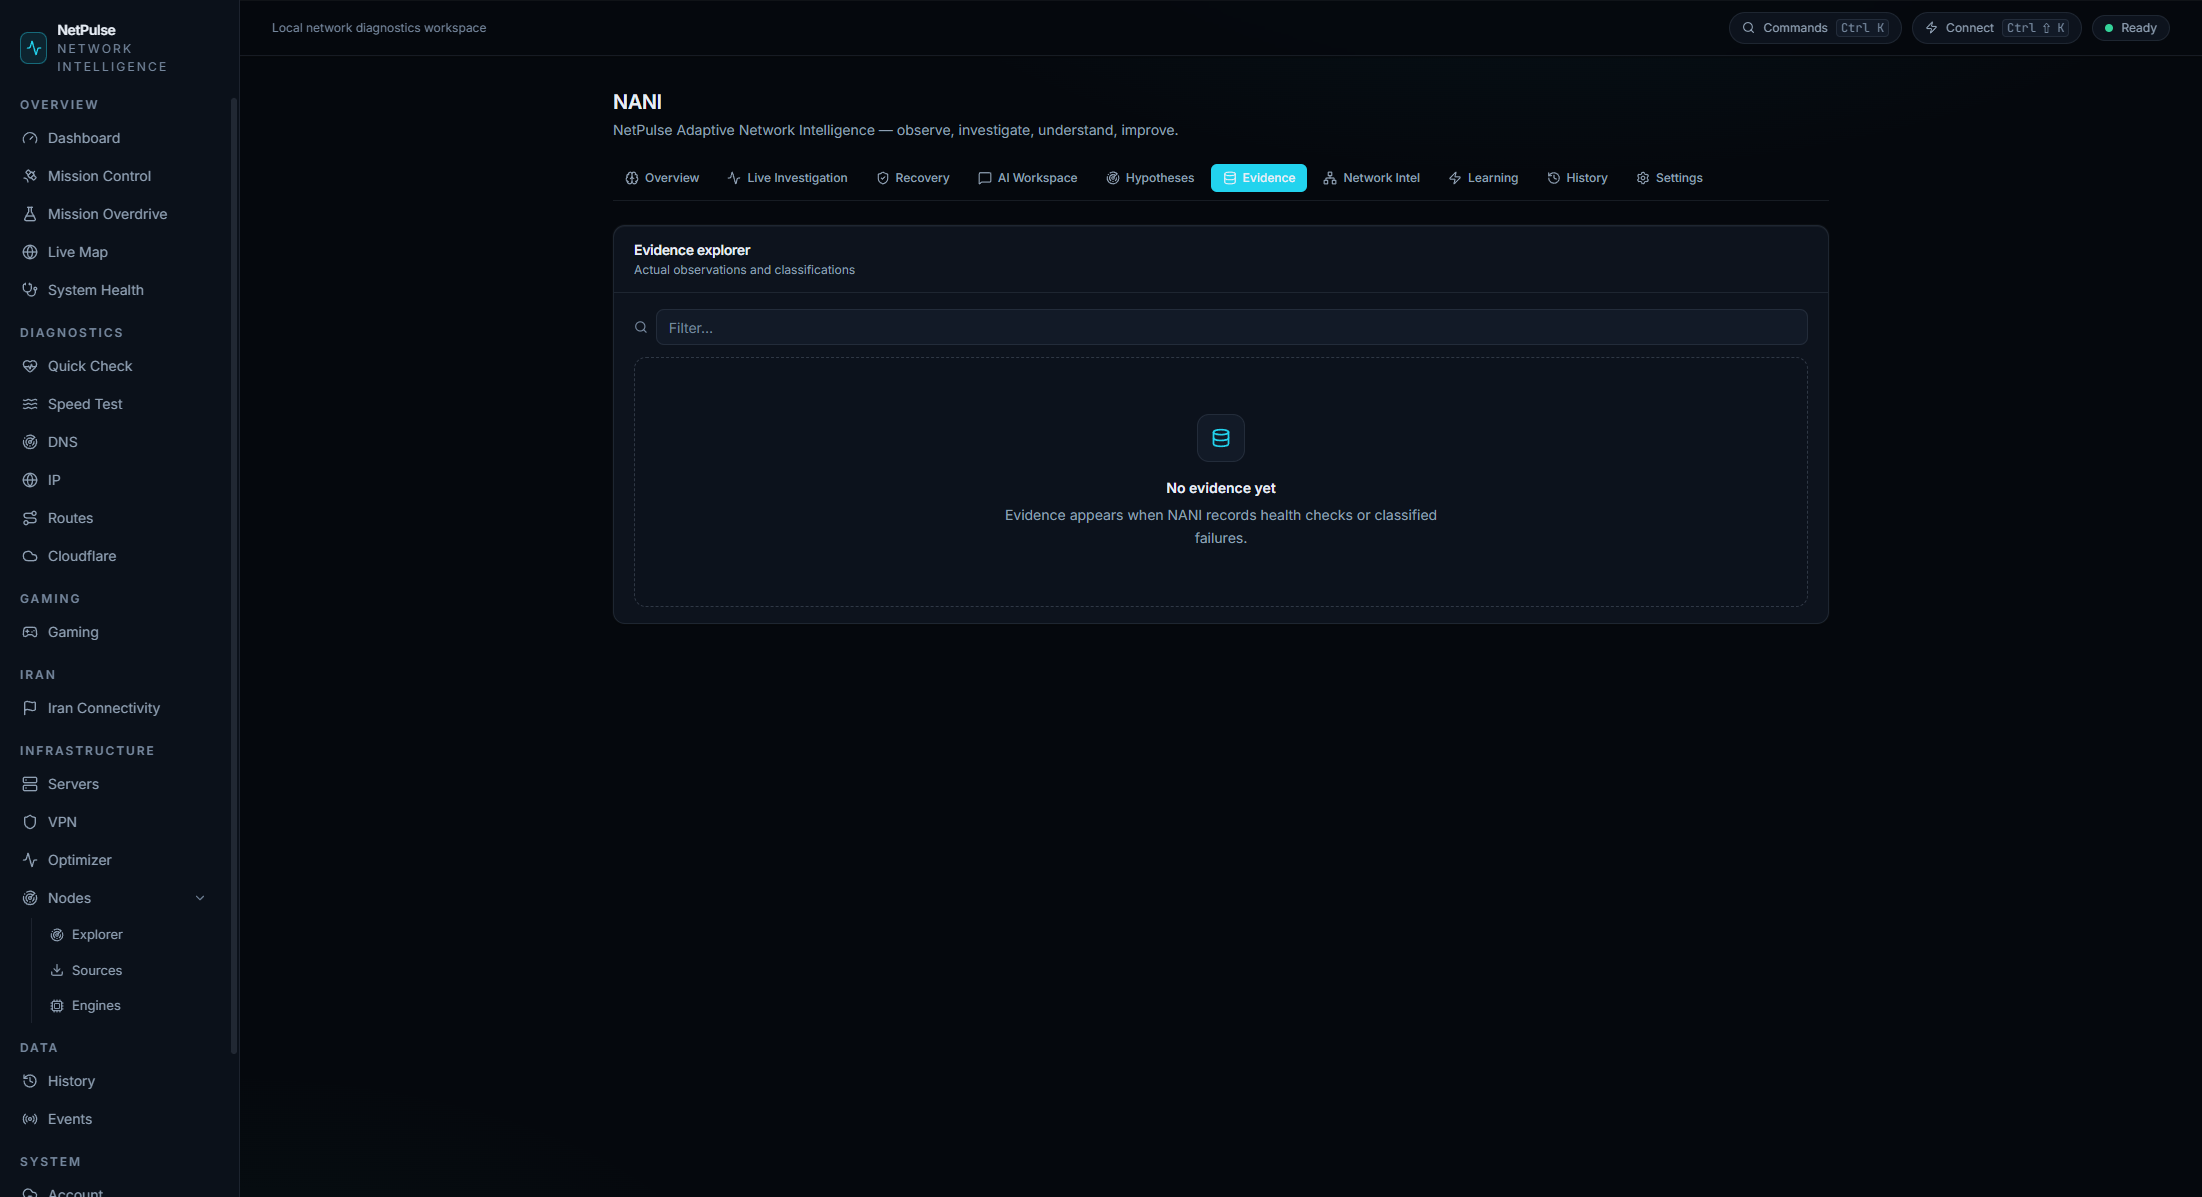 NetPulse
NETWORK
INTELLIGENCE
OVERVIEW
Dashboard
Mission Control
Mission Overdrive
Live Map
System Health
DIAGNOSTICS
Quick Check
Speed Test
DNS
IP
Routes
Cloudflare
GAMING
Gaming
IRAN
Iran Connectivity
INFRASTRUCTURE
Servers
VPN
Optimizer
Nodes
Explorer
Sources
Engines
DATA
History
Events
SYSTEM
Account
Local network diagnostics workspace
Commands Ctrl K
Connect Ctrl ⇧ K
Ready
NANI
NetPulse Adaptive Network Intelligence — observe, investigate, understand, improve.
Overview Live Investigation Recovery AI Workspace Hypotheses Evidence Network Intel Learning History Settings
Evidence explorer
Actual observations and classifications
Filter...
No evidence yet
Evidence appears when NANI records health checks or classified
failures.